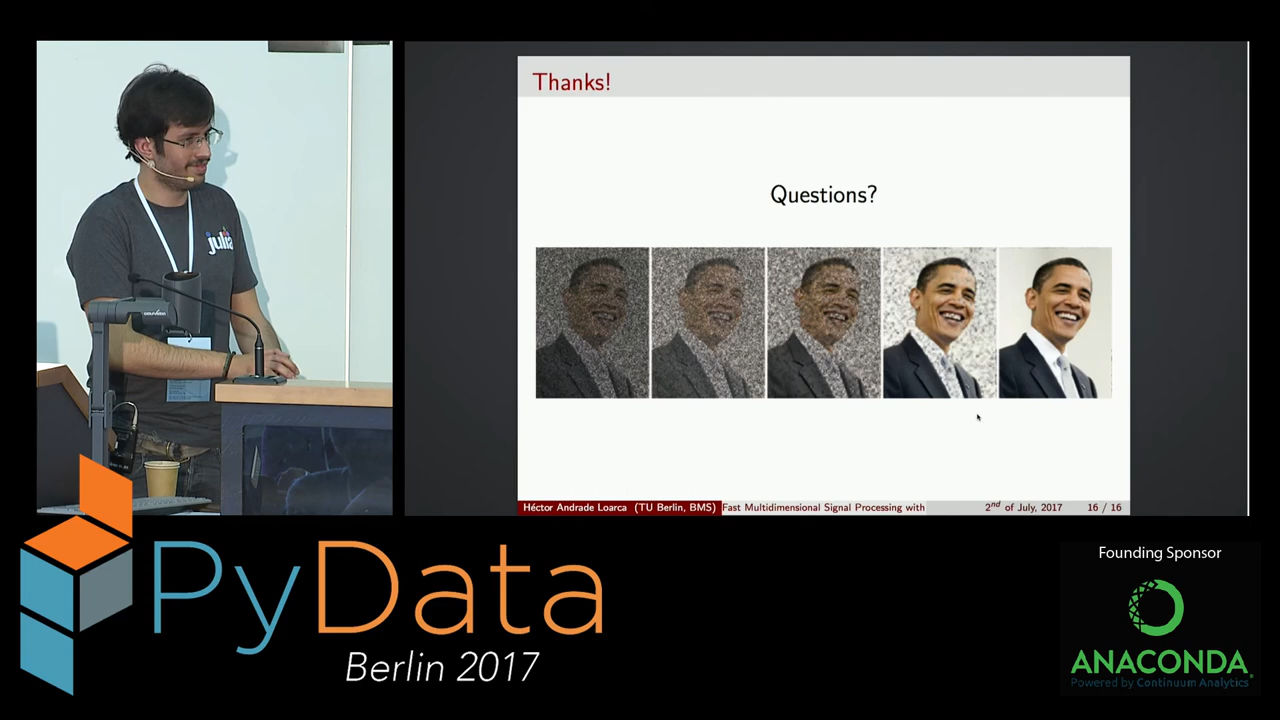 Thanks!
Questions?
julia
Héctor Andrade Loarca (TU Berlin, BMS)
Fast Multidimensional Signal Processing with
2nd of July, 2017
16 / 16
PyData
Berlin 2017
Founding Sponsor
ANACONDA
Powered by Continuum Analytics